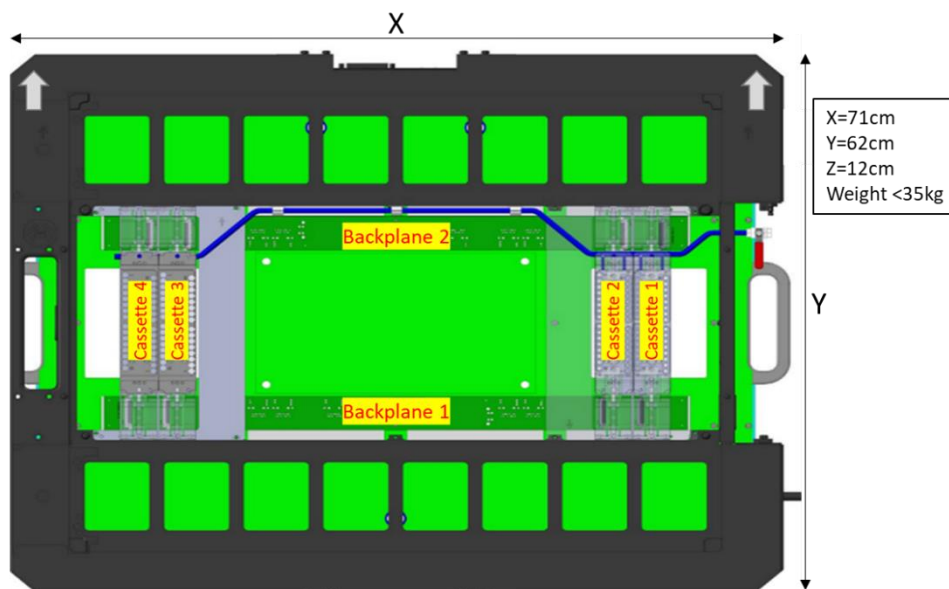 X
X=71cm
Y=62cm
Z=12cm
Weight <35kg
Backplane 2
Cassette 4
Cassette 3
Cassette 2
Cassette 1
Y
Backplane 1